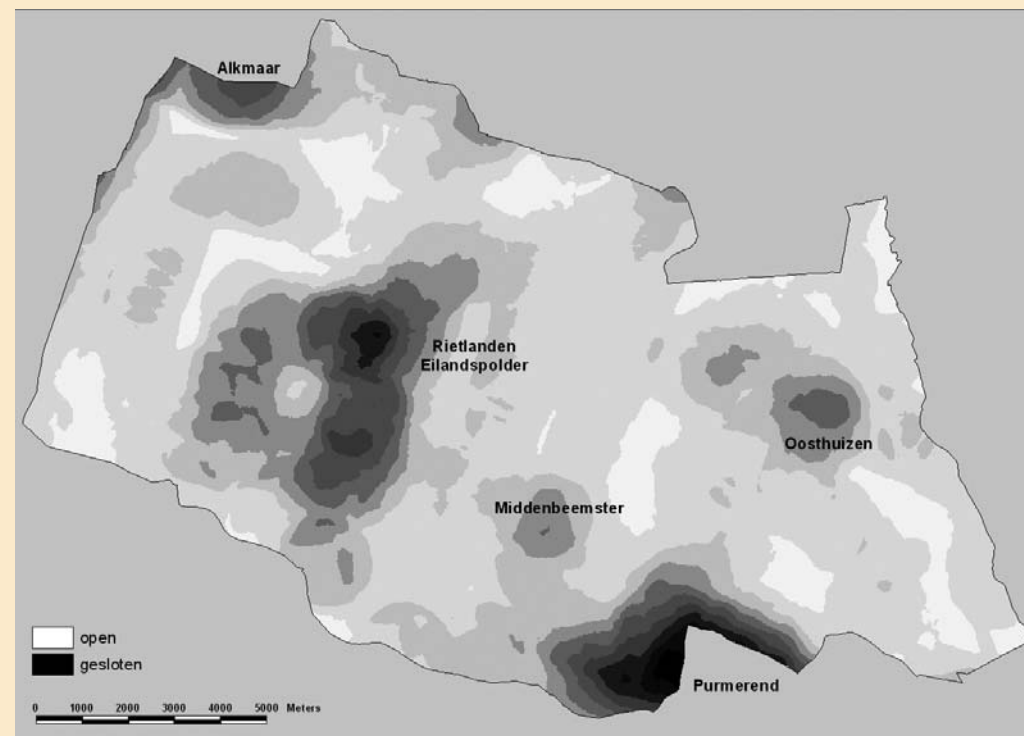 Alkmaar
Rietlanden
Eilandspolder
Oosthuizen
Middenbeemster
open
gesloten
Purmerend
0 1000 2000 3000 4000 5000 Meters